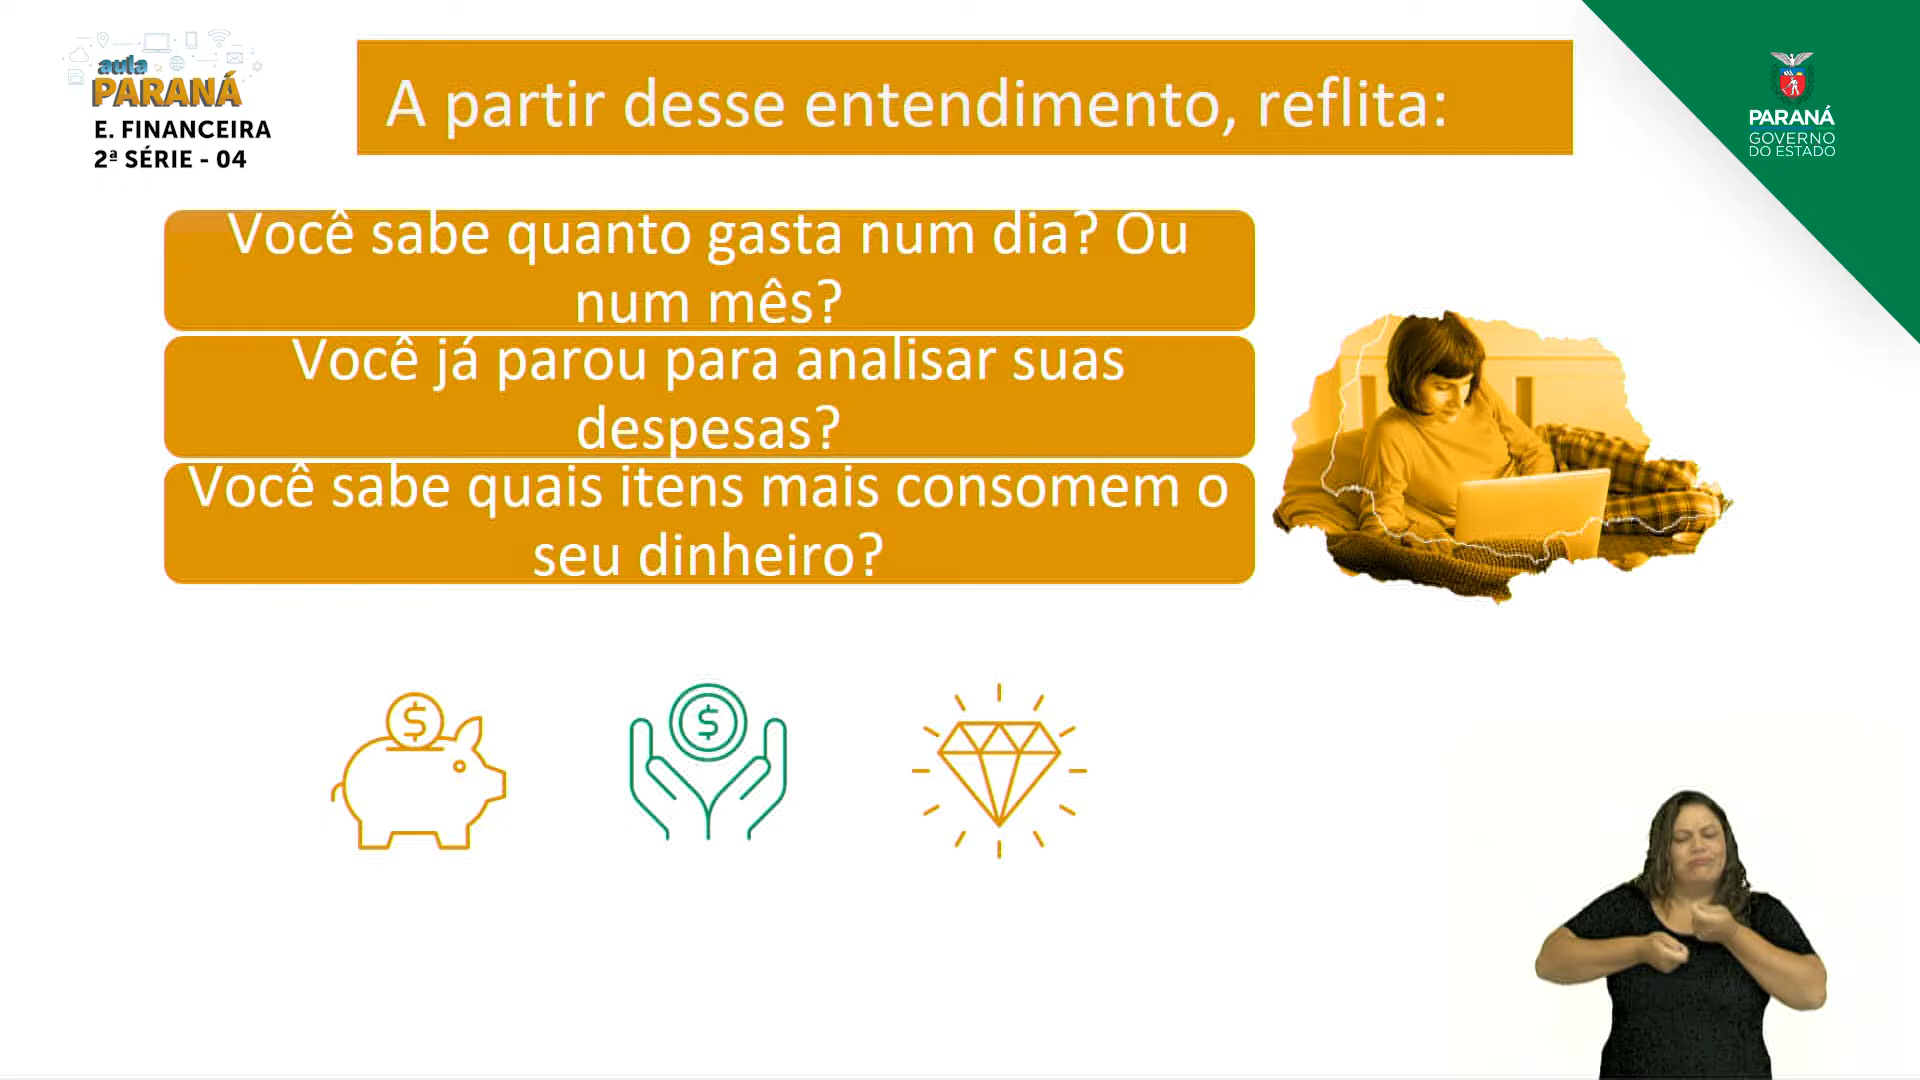 aula
PARANÁ
E. FINANCEIRA
2ª SÉRIE - 04
A partir desse entendimento, reflita:
PARANÁ
GOVERNO
DO ESTADO
Você sabe quanto gasta num dia? Ou
num mês?
Você já parou para analisar suas
despesas?
Você sabe quais itens mais consomem o
seu dinheiro?
$
$